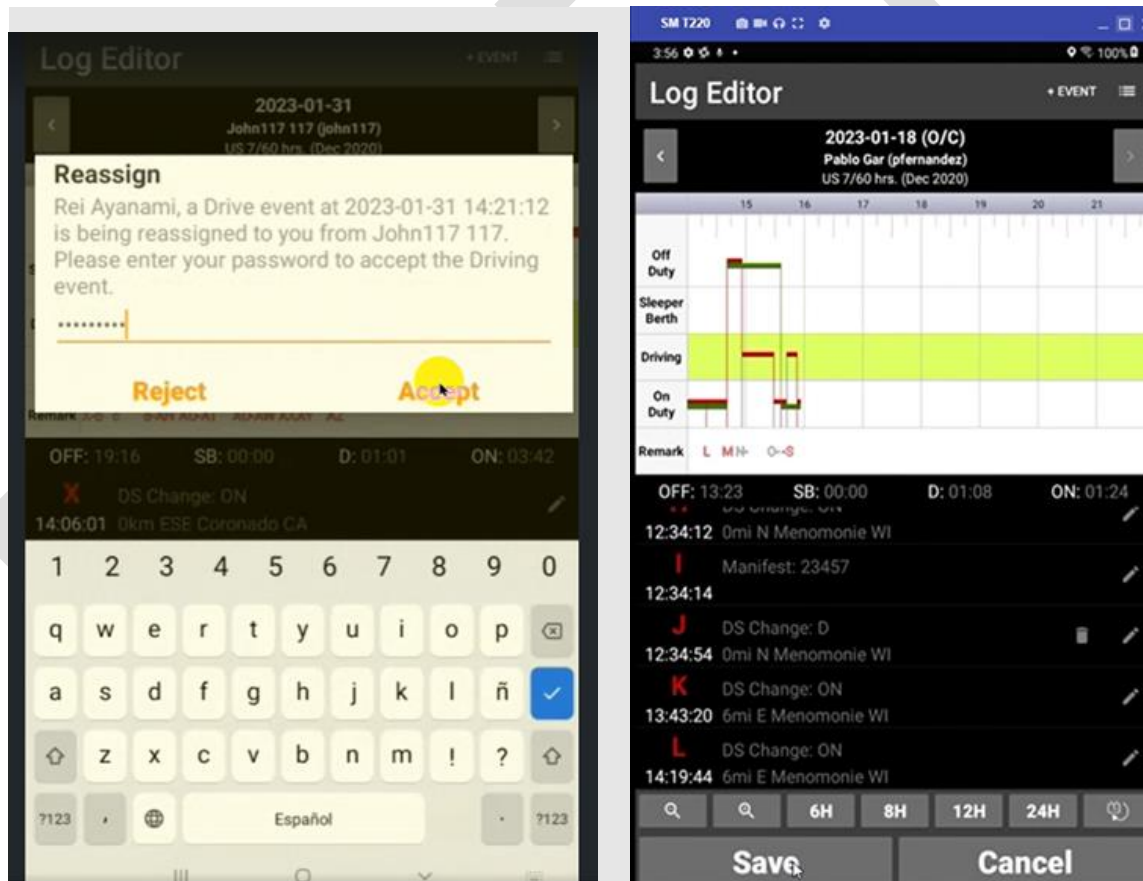 Log Editor
+ EVENT
2023-01-31
John117 117 (john117)
US 7/60 hrs. (Dec 2020)
Reassign
Rei Ayanami, a Drive event at 2023-01-31 14:21:12
is being reassigned to you from John117 117.
Please enter your password to accept the Driving
event.
•••••••••
Reject Accept
Remark
OFF: 19:16 SB: 00:00 D: 01:01 ON: 03:42
X DS Change: ON
14:06:01 0km ESE Coronado CA
1 2 3 4 5 6 7 8 9 0
q w e r t y u i o p
a s d f g h j k l ñ
z x c v b n m ! ?
?123 , Español . ?123
SM T220
3:56 100%
Log Editor
+ EVENT
2023-01-18 (O/C)
Pablo Gar (pfernandez)
US 7/60 hrs. (Dec 2020)
15 16 17 18 19 20 21
Off
Duty
Sleeper
Berth
Driving
On
Duty
Remark L M N O S
OFF: 13:23 SB: 00:00 D: 01:08 ON: 01:24
DS Change: ON
12:34:12 0mi N Menomonie WI
I Manifest: 23457
12:34:14
J DS Change: D
12:34:54 0mi N Menomonie WI
K DS Change: ON
13:43:20 6mi E Menomonie WI
L DS Change: ON
14:19:44 6mi E Menomonie WI
6H 8H 12H 24H
Save Cancel